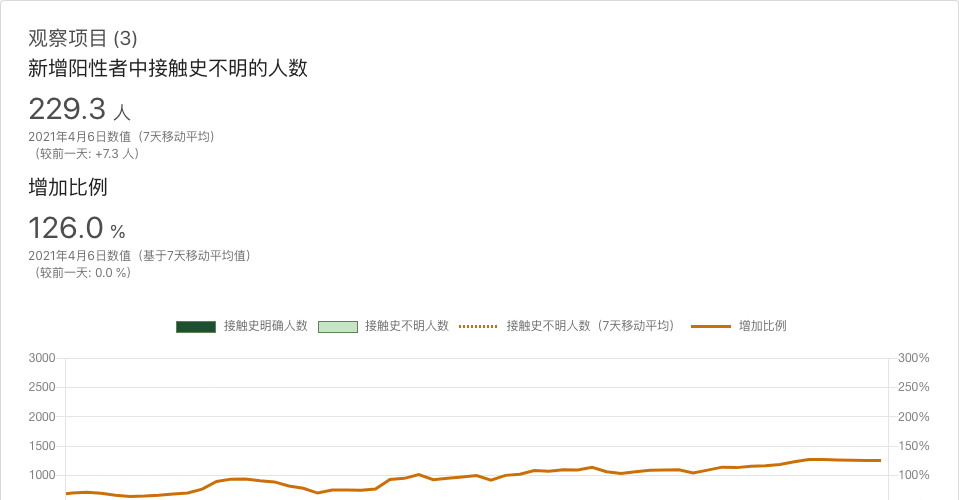 观察项目 (3)
新增阳性者中接触史不明的人数
229.3 人
2021年4月6日数值（7天移动平均）
（较前一天: +7.3 人）
增加比例
126.0 %
2021年4月6日数值（基于7天移动平均值）
（较前一天: 0.0 %）
接触史明确人数 接触史不明人数 接触史不明人数（7天移动平均） 增加比例
3000 300%
2500 250%
2000 200%
1500 150%
1000 100%